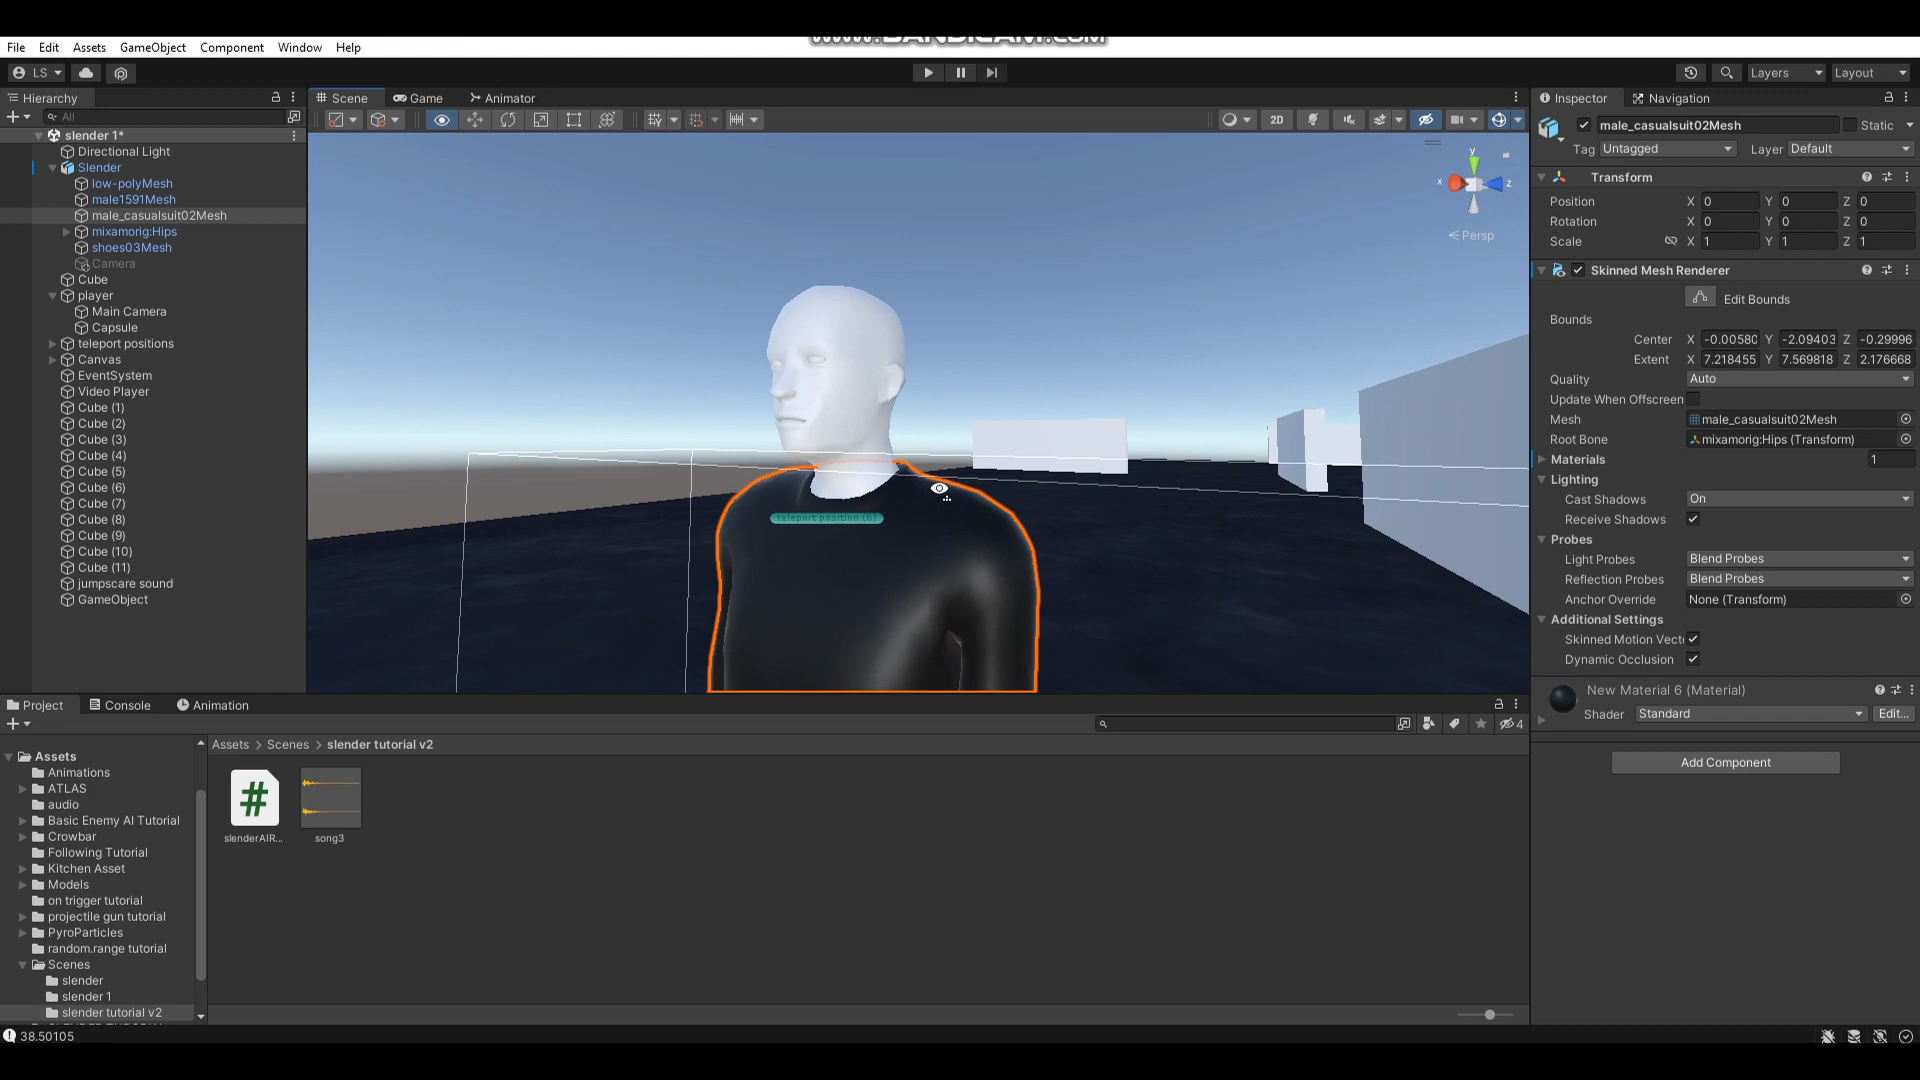 www.BANDICAM.COM
File Edit Assets GameObject Component Window Help
LS Layers Layout
Hierarchy Scene Game Animator Inspector Navigation
All 2D
slender 1* male_casualsuit02Mesh Static
Tag Untagged Layer Default
Directional Light
Slender
low-polyMesh
male1591Mesh
male_casualsuit02Mesh
mixamorig:Hips
shoes03Mesh
Camera
Cube
player
Main Camera
Capsule
teleport positions
Canvas
EventSystem
Video Player
Cube (1)
Cube (2)
Cube (3)
Cube (4)
Cube (5)
Cube (6)
Cube (7)
Cube (8)
Cube (9)
Cube (10)
Cube (11)
jumpscare sound
GameObject
y
x z
Persp
teleport position (6)
Transform
Position X 0 Y 0 Z 0
Rotation X 0 Y 0 Z 0
Scale X 1 Y 1 Z 1
Skinned Mesh Renderer
Edit Bounds
Bounds
Center X -0.00580 Y -2.09403 Z -0.29996
Extent X 7.218455 Y 7.569818 Z 2.176668
Quality Auto
Update When Offscreen
Mesh male_casualsuit02Mesh
Root Bone mixamorig:Hips (Transform)
Materials 1
Lighting
Cast Shadows On
Receive Shadows
Probes
Light Probes Blend Probes
Reflection Probes Blend Probes
Anchor Override None (Transform)
Additional Settings
Skinned Motion Vect
Dynamic Occlusion
New Material 6 (Material)
Shader Standard Edit...
Add Component
Project Console Animation
4
Assets > Scenes > slender tutorial v2
Assets
Animations
ATLAS
audio
Basic Enemy AI Tutorial
Crowbar
Following Tutorial
Kitchen Asset
Models
on trigger tutorial
projectile gun tutorial
PyroParticles
random.range tutorial
Scenes
slender
slender 1
slender tutorial v2
slenderAIR... song3
38.50105